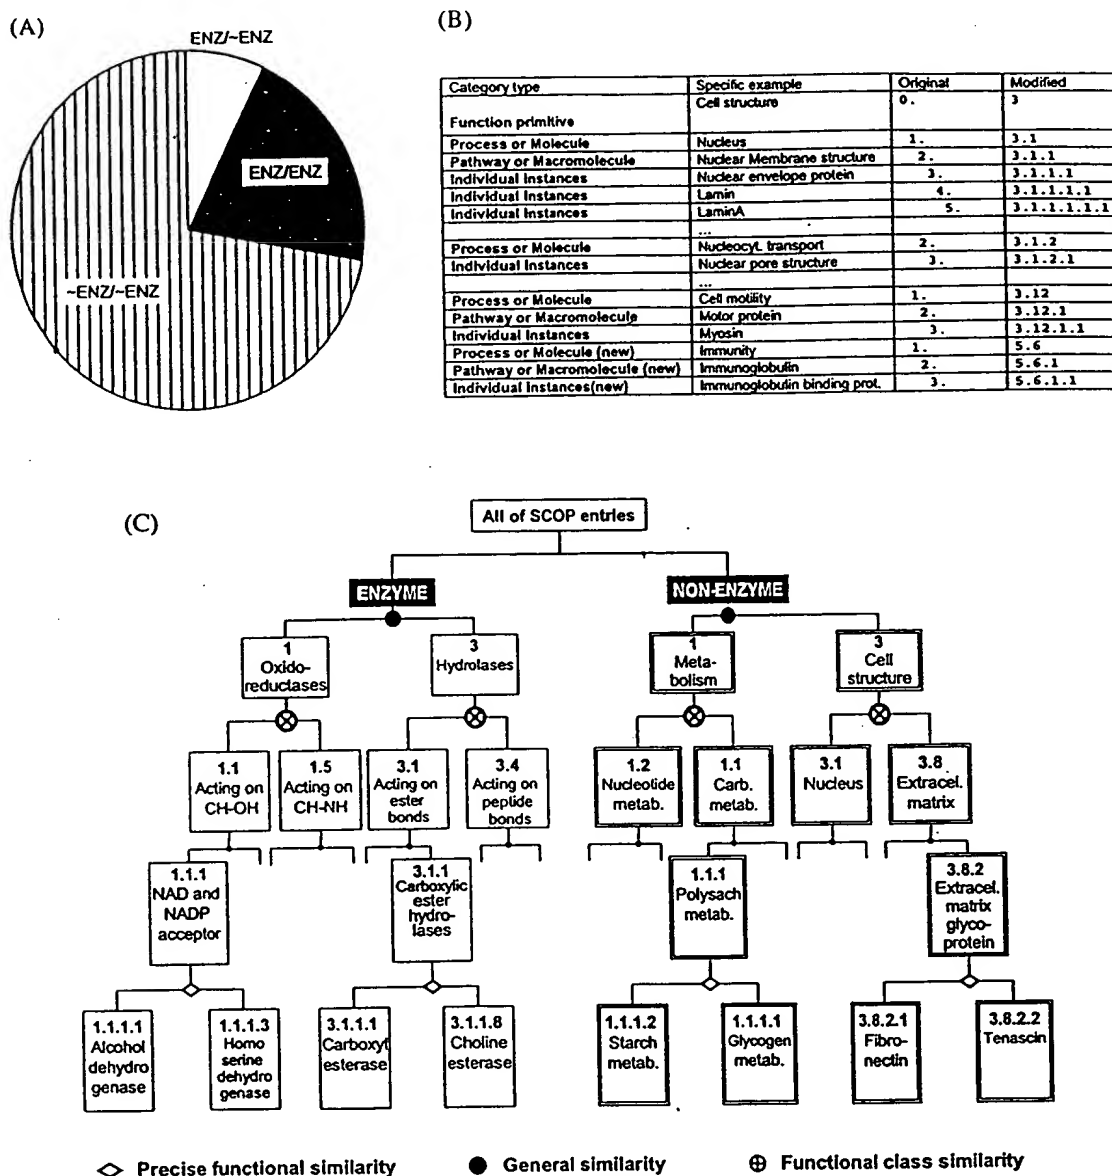 (A)
ENZ/~ENZ
ENZ/ENZ
~ENZ/~ENZ
(B)
Category type Specific example Original Modified
Cell structure 0. 3
Function primitive
Process or Molecule Nucleus 1. 3.1
Pathway or Macromolecule Nuclear Membrane structure 2. 3.1.1
Individual Instances Nuclear envelope protein 3. 3.1.1.1
Individual Instances Lamin 4. 3.1.1.1.1
Individual Instances LaminA 5. 3.1.1.1.1.1
...
Process or Molecule Nucleocyt. transport 2. 3.1.2
Individual Instances Nuclear pore structure 3. 3.1.2.1
...
Process or Molecule Cell motility 1. 3.12
Pathway or Macromolecule Motor protein 2. 3.12.1
Individual Instances Myosin 3. 3.12.1.1
Process or Molecule (new) Immunity 1. 5.6
Pathway or Macromolecule (new) Immunoglobulin 2. 5.6.1
Individual Instances(new) Immunoglobulin binding prot. 3. 5.6.1.1
(C)
All of SCOP entries
ENZYME
NON-ENZYME
1
Oxido-
reductases
3
Hydrolases
1
Meta-
bolism
3
Cell
structure
1.1
Acting on
CH-OH
1.5
Acting on
CH-NH
3.1
Acting on
ester
bonds
3.4
Acting on
peptide
bonds
1.2
Nucleotide
metab.
1.1
Carb.
metab.
3.1
Nucleus
3.8
Extracel.
matrix
1.1.1
NAD and
NADP
acceptor
3.1.1
Carboxylic
ester
hydro-
lases
1.1.1
Polysach
metab.
3.8.2
Extracel.
matrix
glyco-
protein
1.1.1.1
Alcohol
dehydro
genase
1.1.1.3
Homo
serine
dehydro
genase
3.1.1.1
Carboxyl
esterase
3.1.1.8
Choline
esterase
1.1.1.2
Starch
metab.
1.1.1.1
Glycogen
metab.
3.8.2.1
Fibro-
nectin
3.8.2.2
Tenascin
Precise functional similarity
General similarity
Functional class similarity